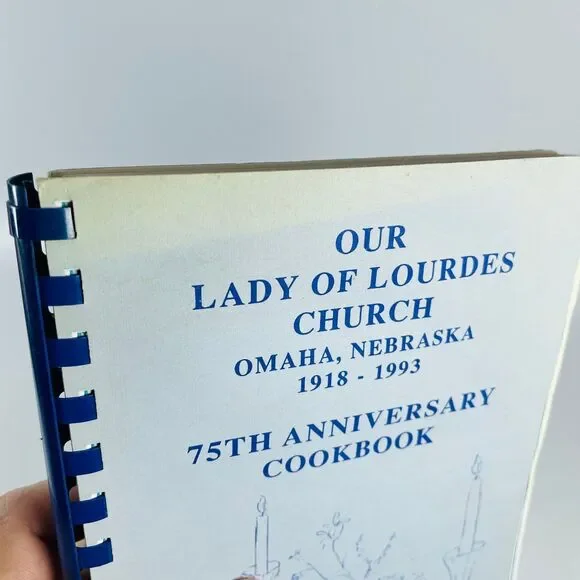 OUR
LADY OF LOURDES
CHURCH
OMAHA, NEBRASKA
1918 - 1993
75TH ANNIVERSARY
COOKBOOK